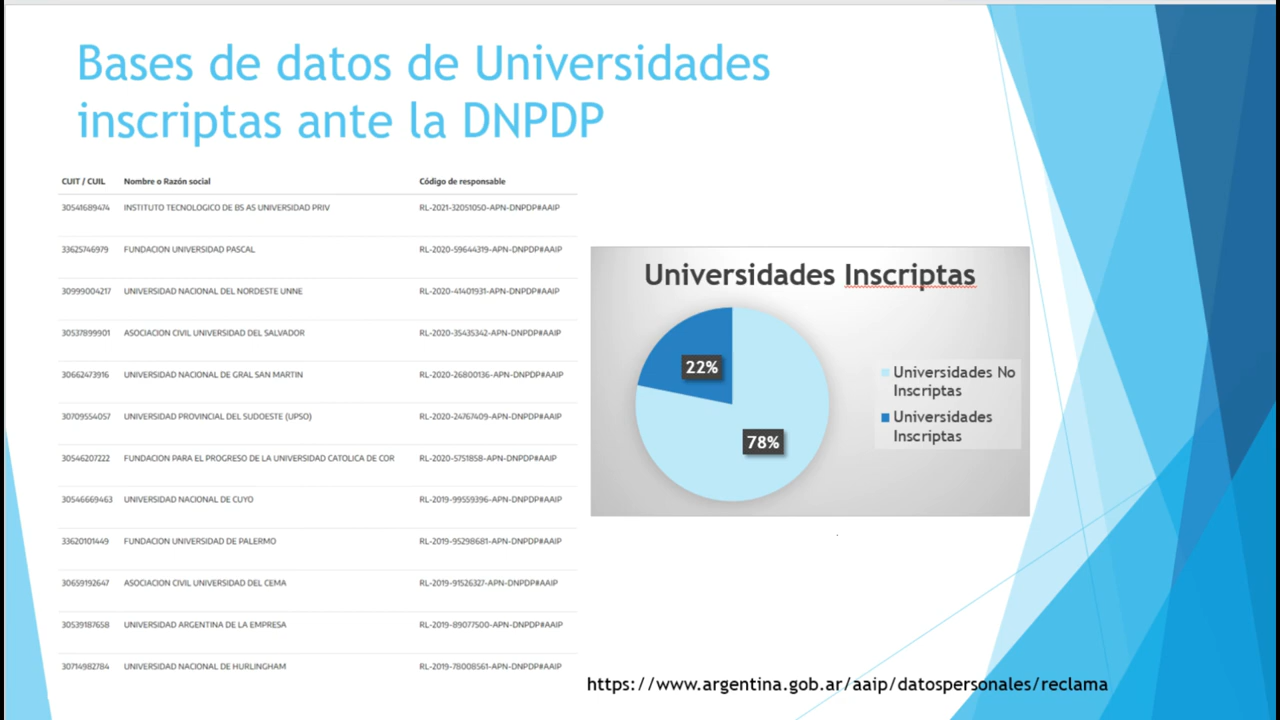 Bases de datos de Universidades
inscriptas ante la DNPDP
CUIT / CUIL Nombre o Razón social Código de responsable
30541689474 INSTITUTO TECNOLOGICO DE BS AS UNIVERSIDAD PRIV RL-2021-32051050-APN-DNPDP#AAIP
33625746979 FUNDACION UNIVERSIDAD PASCAL RL-2020-59644319-APN-DNPDP#AAIP
30999004217 UNIVERSIDAD NACIONAL DEL NORDESTE UNNE RL-2020-41401931-APN-DNPDP#AAIP
30537899901 ASOCIACION CIVIL UNIVERSIDAD DEL SALVADOR RL-2020-35435342-APN-DNPDP#AAIP
30662473916 UNIVERSIDAD NACIONAL DE GRAL SAN MARTIN RL-2020-26800136-APN-DNPDP#AAIP
30709554057 UNIVERSIDAD PROVINCIAL DEL SUDOESTE (UPSO) RL-2020-24767409-APN-DNPDP#AAIP
30546207222 FUNDACION PARA EL PROGRESO DE LA UNIVERSIDAD CATOLICA DE COR RL-2020-5751858-APN-DNPDP#AAIP
30546669463 UNIVERSIDAD NACIONAL DE CUYO RL-2019-99559396-APN-DNPDP#AAIP
33620101449 FUNDACION UNIVERSIDAD DE PALERMO RL-2019-95298681-APN-DNPDP#AAIP
30659192647 ASOCIACION CIVIL UNIVERSIDAD DEL CEMA RL-2019-91526327-APN-DNPDP#AAIP
30539187658 UNIVERSIDAD ARGENTINA DE LA EMPRESA RL-2019-89077500-APN-DNPDP#AAIP
30714982784 UNIVERSIDAD NACIONAL DE HURLINGHAM RL-2019-78008561-APN-DNPDP#AAIP
Universidades Inscriptas
22%
78%
Universidades No
Inscriptas
Universidades
Inscriptas
https://www.argentina.gob.ar/aaip/datospersonales/reclama